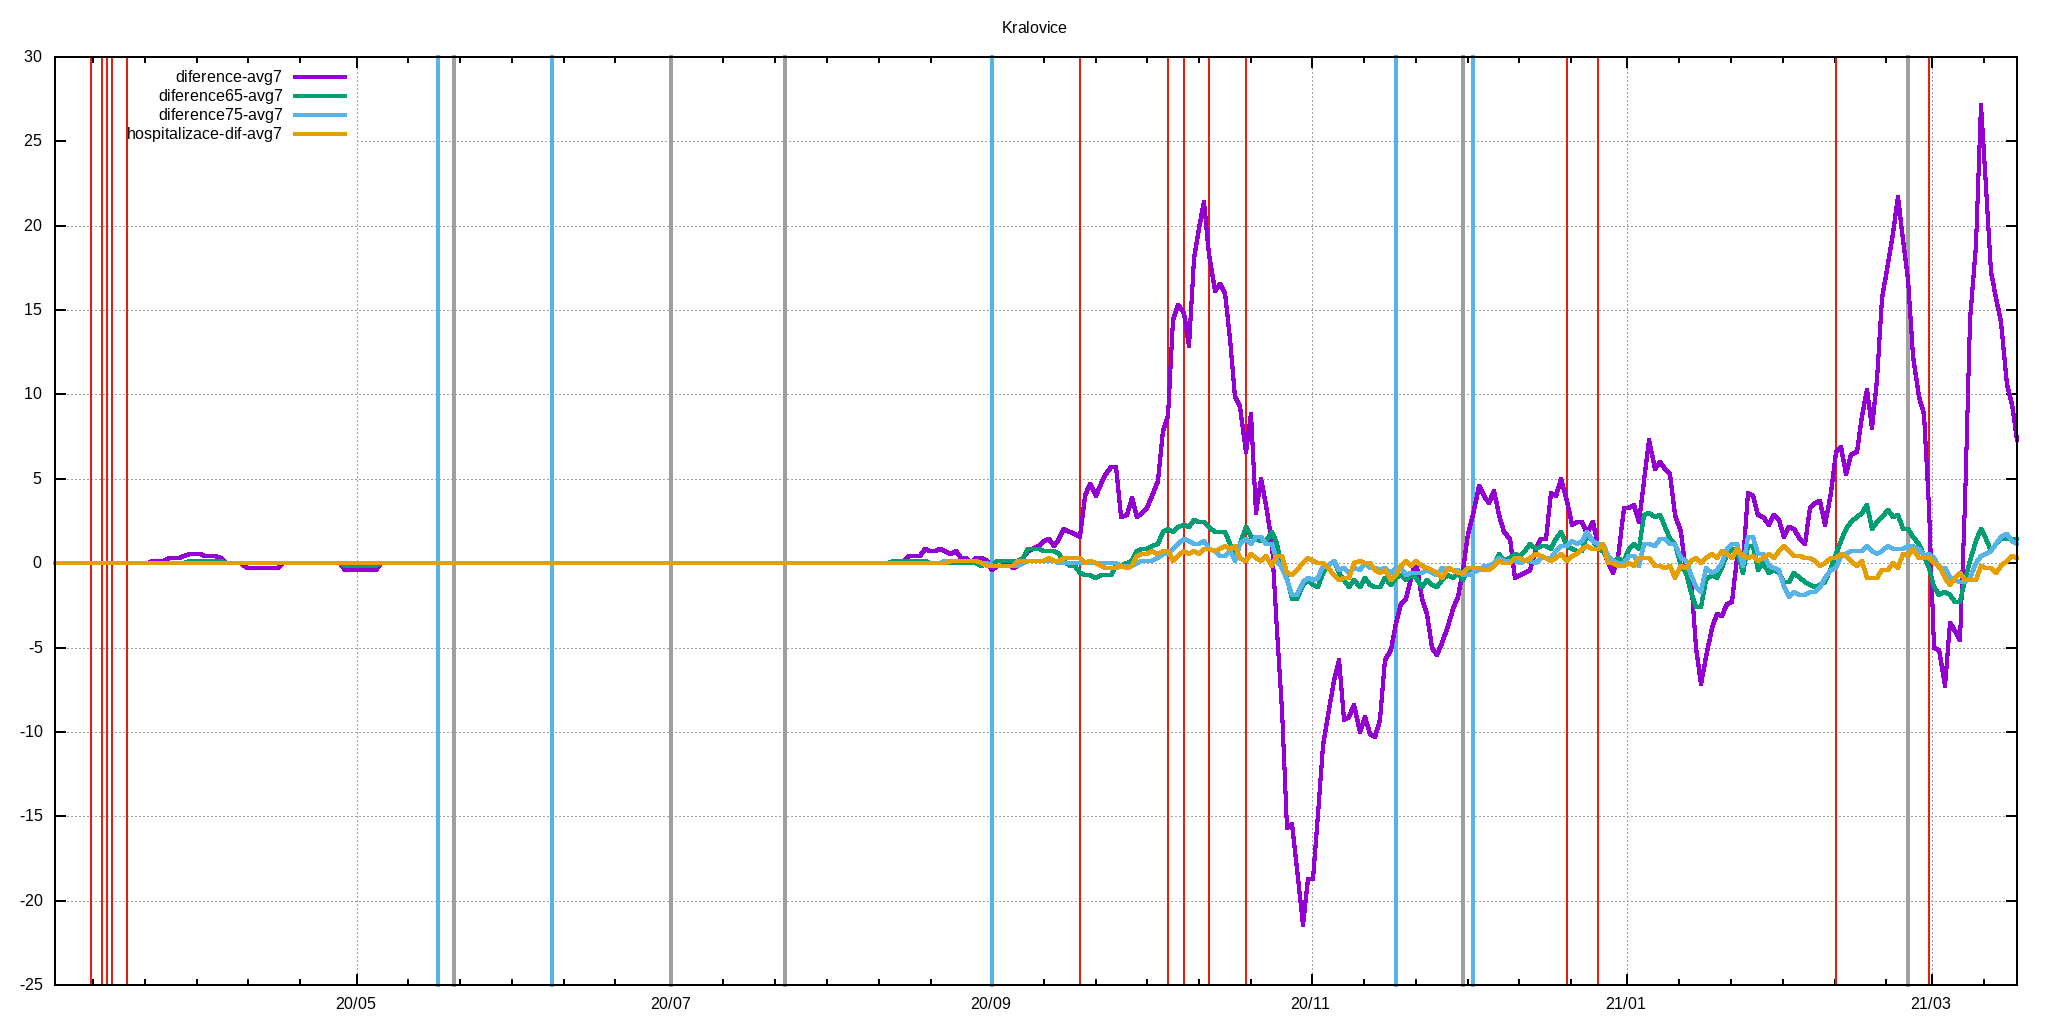 Kralovice
30
25
20
15
10
5
0
-5
-10
-15
-20
-25
diference-avg7
diference65-avg7
diference75-avg7
hospitalizace-dif-avg7
20/05 20/07 20/09 20/11 21/01 21/03